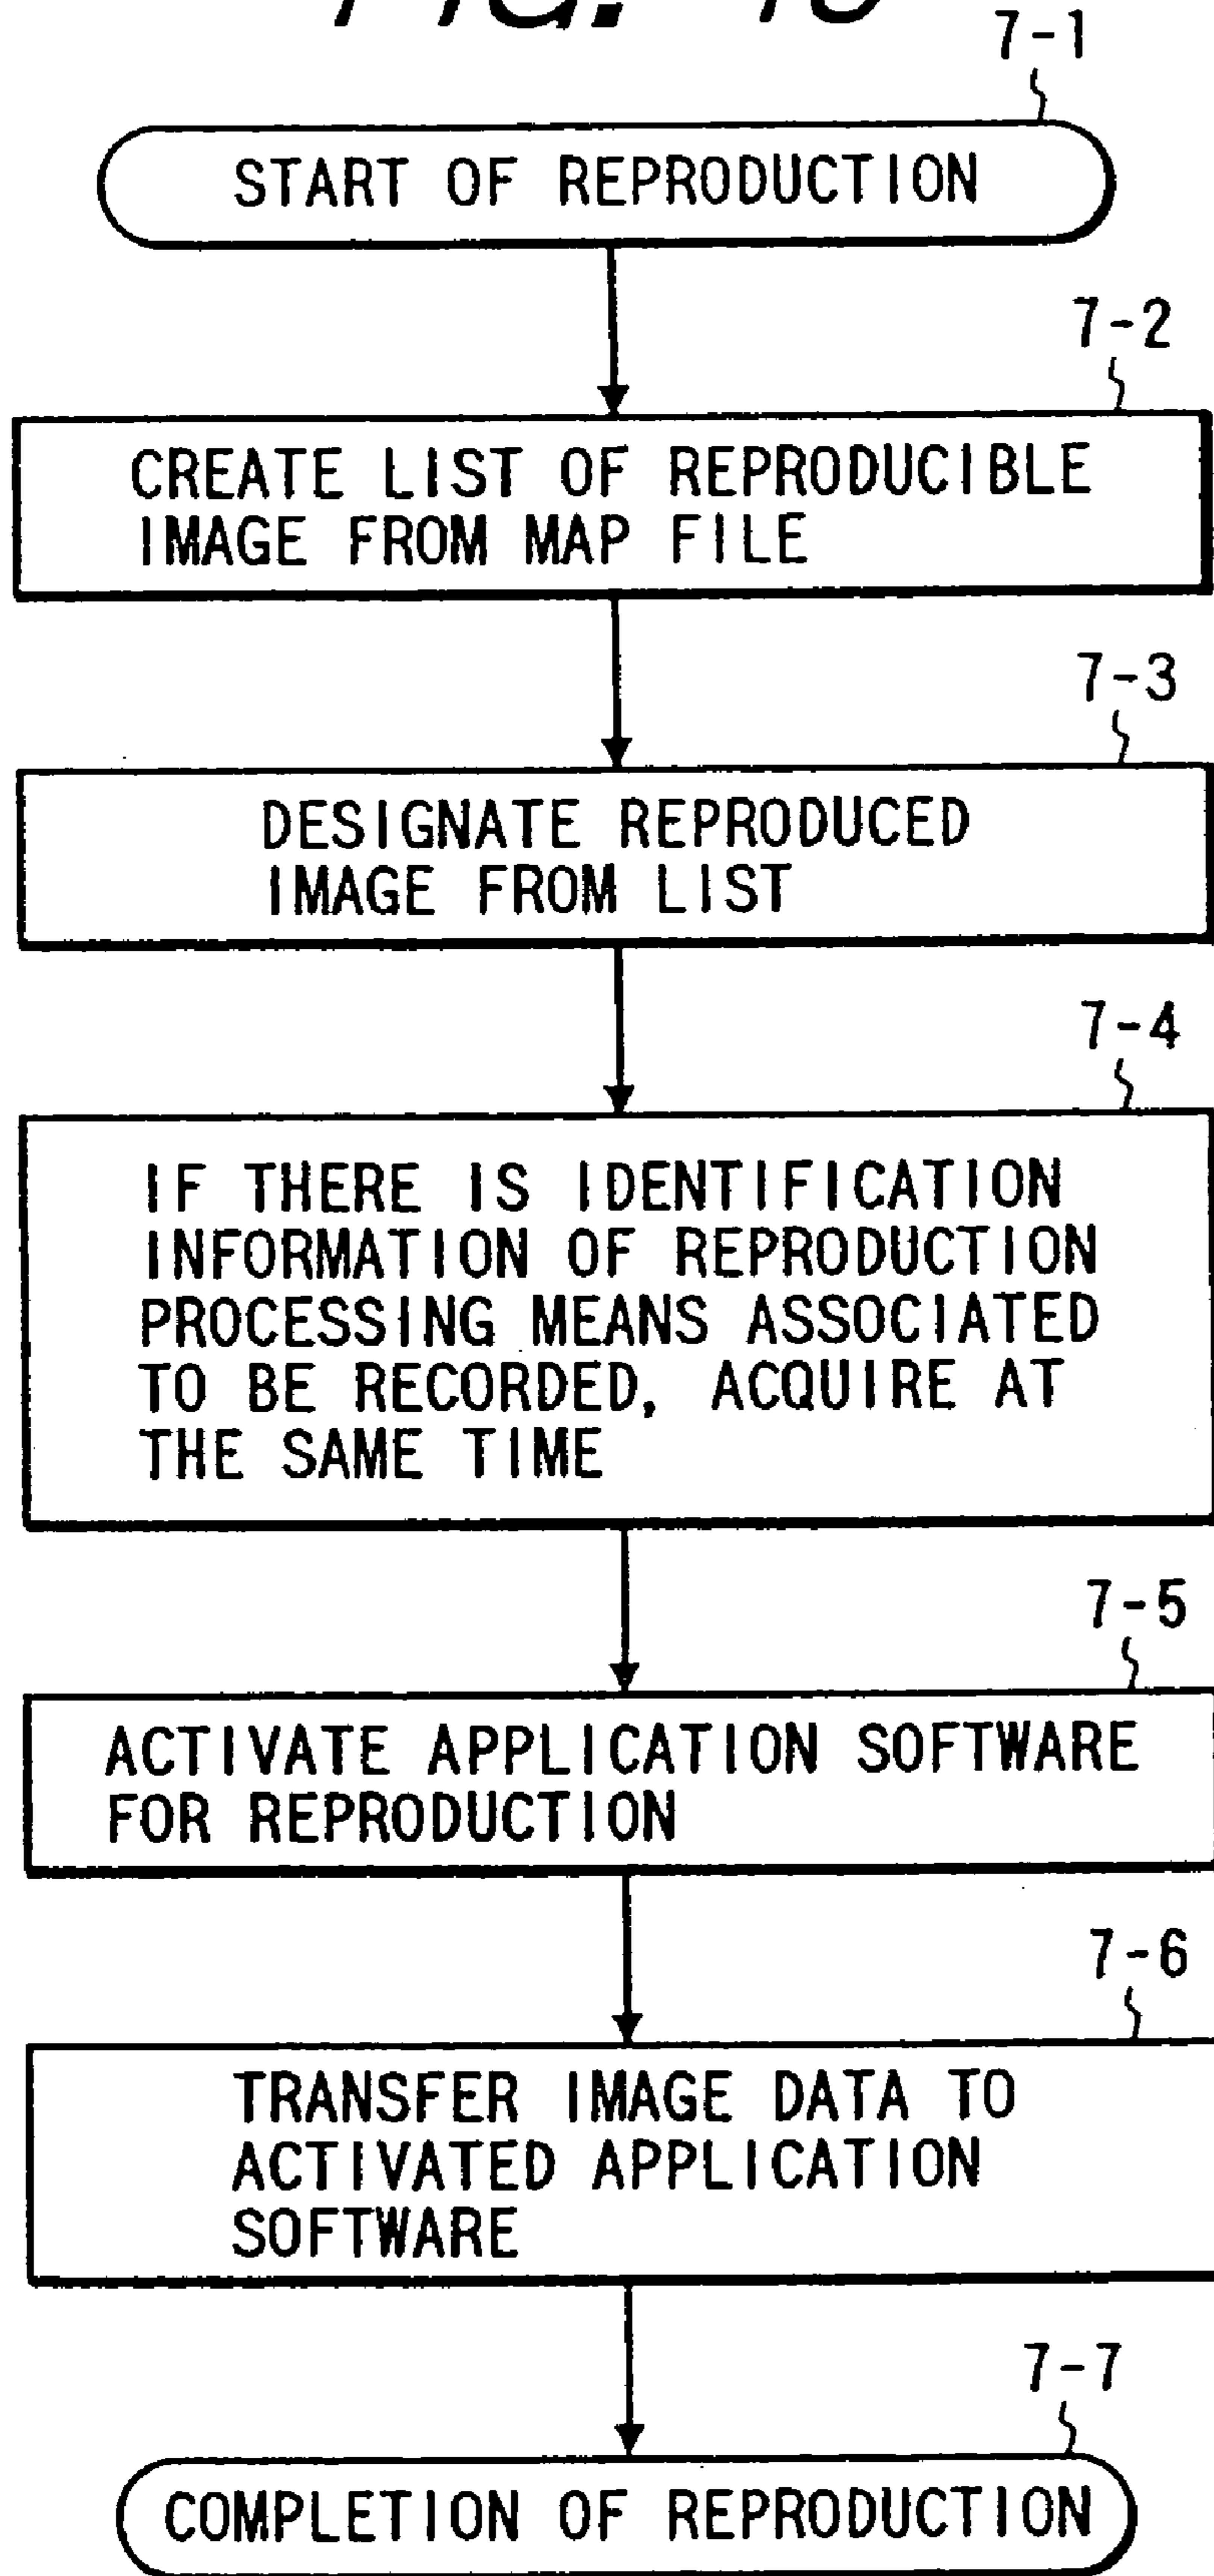 FIG.
7-1
START OF REPRODUCTION
7-2
CREATE LIST OF REPRODUCIBLE
IMAGE FROM MAP FILE
7-3
DESIGNATE REPRODUCED
IMAGE FROM LIST
7-4
IF THERE IS IDENTIFICATION
INFORMATION OF REPRODUCTION
PROCESSING MEANS ASSOCIATED
TO BE RECORDED, ACQUIRE AT
THE SAME TIME
7-5
ACTIVATE APPLICATION SOFTWARE
FOR REPRODUCTION
7-6
TRANSFER IMAGE DATA TO
ACTIVATED APPLICATION
SOFTWARE
7-7
COMPLETION OF REPRODUCTION